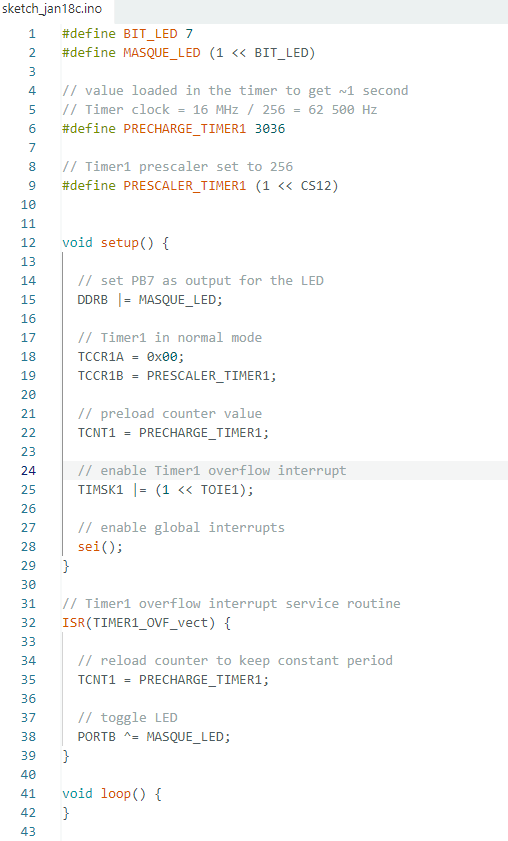 sketch_jan18c.ino
1 #define BIT_LED 7
2 #define MASQUE_LED (1 << BIT_LED)
3
4 // value loaded in the timer to get ~1 second
5 // Timer clock = 16 MHz / 256 = 62 500 Hz
6 #define PRECHARGE_TIMER1 3036
7
8 // Timer1 prescaler set to 256
9 #define PRESCALER_TIMER1 (1 << CS12)
10
11
12 void setup() {
13
14   // set PB7 as output for the LED
15   DDRB |= MASQUE_LED;
16
17   // Timer1 in normal mode
18   TCCR1A = 0x00;
19   TCCR1B = PRESCALER_TIMER1;
20
21   // preload counter value
22   TCNT1 = PRECHARGE_TIMER1;
23
24   // enable Timer1 overflow interrupt
25   TIMSK1 |= (1 << TOIE1);
26
27   // enable global interrupts
28   sei();
29 }
30
31 // Timer1 overflow interrupt service routine
32 ISR(TIMER1_OVF_vect) {
33
34   // reload counter to keep constant period
35   TCNT1 = PRECHARGE_TIMER1;
36
37   // toggle LED
38   PORTB ^= MASQUE_LED;
39 }
40
41 void loop() {
42 }
43